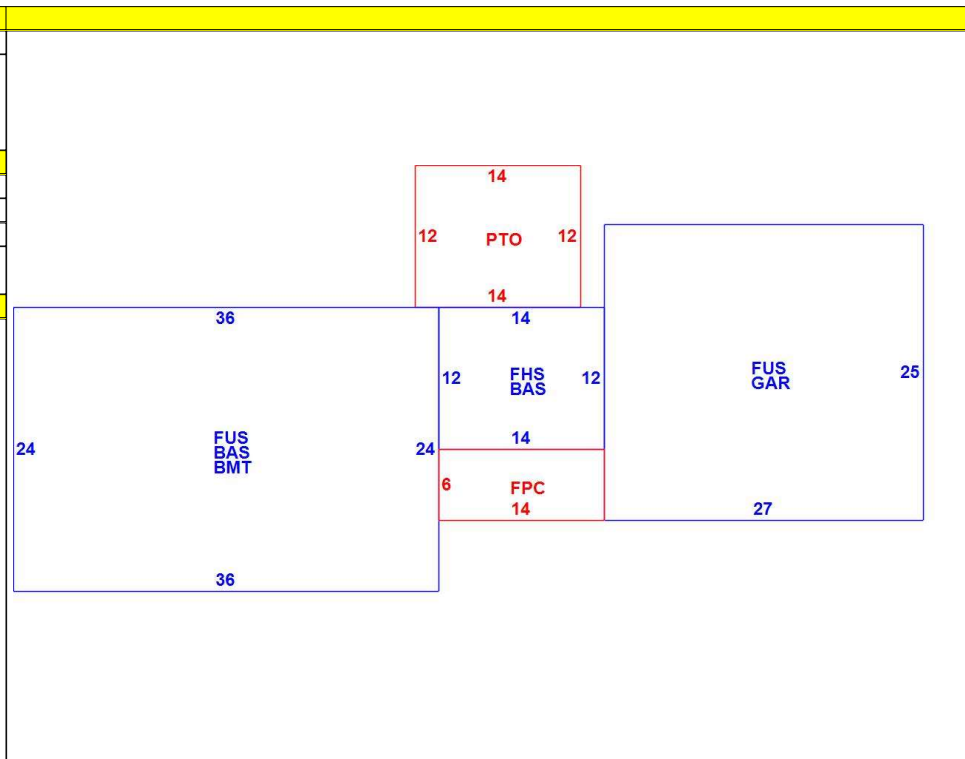 14
12 PTO 12
14
36
14
12 FHS 12
BAS
FUS
GAR
25
24 FUS 24
BAS
BMT
14
6 FPC
14
27
36